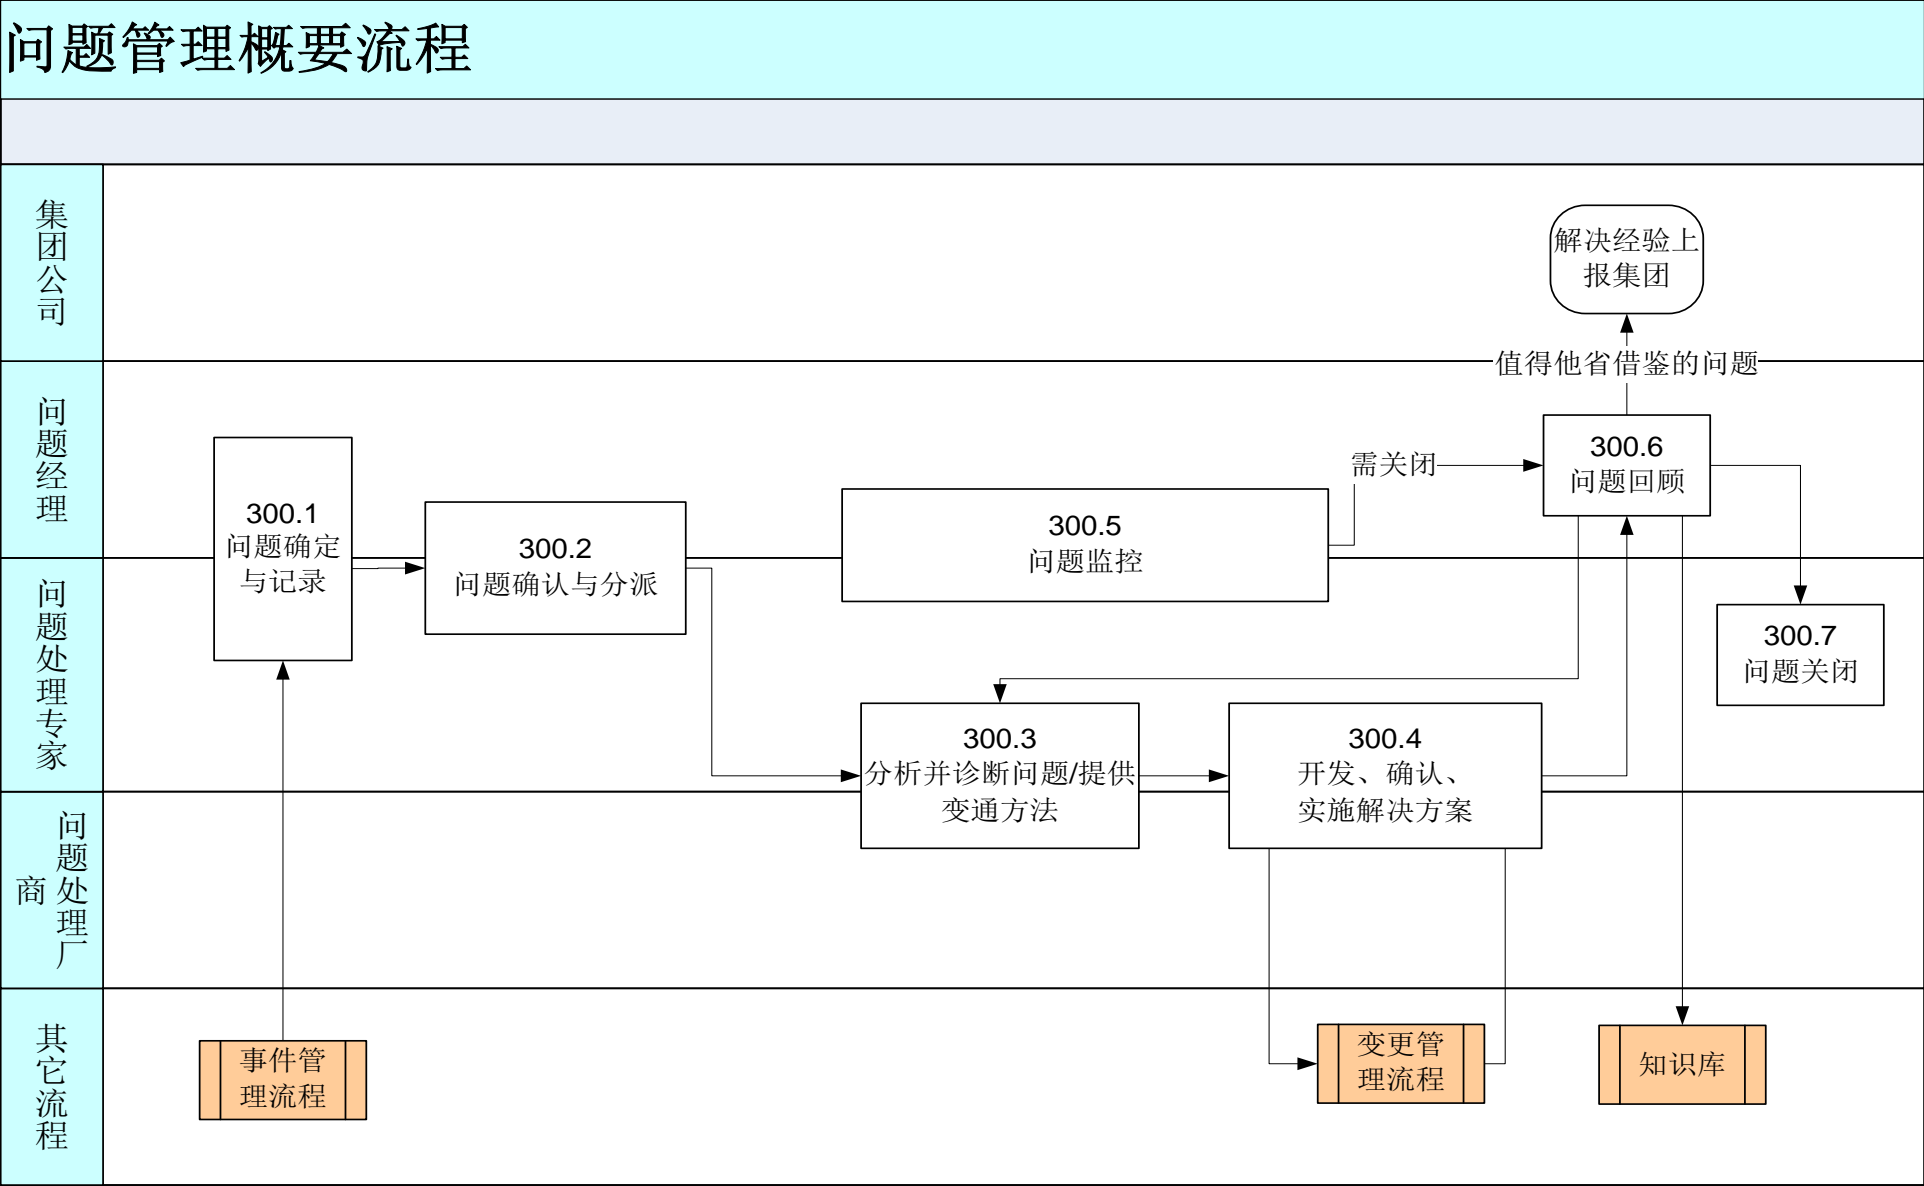 问题管理概要流程
集团公司
解决经验上
报集团
值得他省借鉴的问题
问题经理
300.1
问题确定
与记录
300.2
问题确认与分派
300.5
问题监控
需关闭
300.6
问题回顾
问题处理专家
300.3
分析并诊断问题/提供
变通方法
300.4
开发、确认、
实施解决方案
300.7
问题关闭
问题处理厂
商
其它流程
事件管
理流程
变更管
理流程
知识库